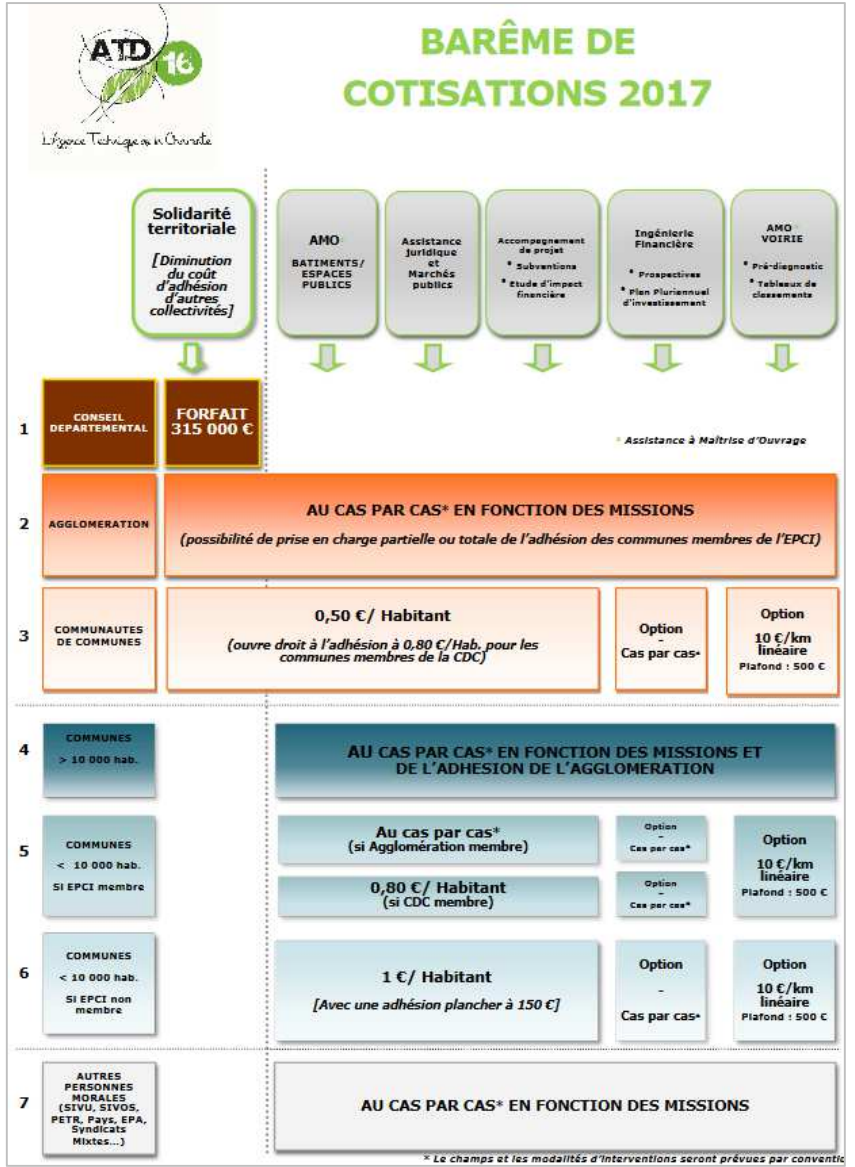 ATD 16
L'Agence Technique de la Charente
BARÊME DE
COTISATIONS 2017
Solidarité
territoriale
[Diminution
du coût
d'adhésion
d'autres
collectivités]
AMO*
BATIMENTS/
ESPACES
PUBLICS
Assistance
juridique
et
Marchés
publics
Accompagnement
de projet
* Subventions
* Etude d'impact
financière
Ingénierie
Financière
* Prospectives
* Plan Pluriannuel
d'investissement
AMO*
VOIRIE
* Pré-diagnostic
* Tableaux de
classements
1
CONSEIL
DEPARTEMENTAL
FORFAIT
315 000 €
* Assistance à Maîtrise d'Ouvrage
2
AGGLOMERATION
AU CAS PAR CAS* EN FONCTION DES MISSIONS
(possibilité de prise en charge partielle ou totale de l'adhésion des communes membres de l'EPCI)
3
COMMUNAUTES
DE COMMUNES
0,50 €/ Habitant
(ouvre droit à l'adhésion à 0,80 €/Hab. pour les
communes membres de la CDC)
Option
-
Cas par cas*
Option
10 €/km
linéaire
Plafond : 500 €
4
COMMUNES
> 10 000 hab.
AU CAS PAR CAS* EN FONCTION DES MISSIONS ET
DE L'ADHESION DE L'AGGLOMERATION
5
COMMUNES
< 10 000 hab.
Si EPCI membre
Au cas par cas*
(si Agglomération membre)
Option
-
Cas par cas*
0,80 €/ Habitant
(si CDC membre)
Option
-
Cas par cas*
Option
10 €/km
linéaire
Plafond : 500 €
6
COMMUNES
< 10 000 hab.
Si EPCI non
membre
1 €/ Habitant
[Avec une adhésion plancher à 150 €]
Option
-
Cas par cas*
Option
10 €/km
linéaire
Plafond : 500 €
7
AUTRES
PERSONNES
MORALES
(SIVU, SIVOS,
PETR, Pays, EPA,
Syndicats
Mixtes...)
AU CAS PAR CAS* EN FONCTION DES MISSIONS
* Le champs et les modalités d'interventions seront prévues par conventio